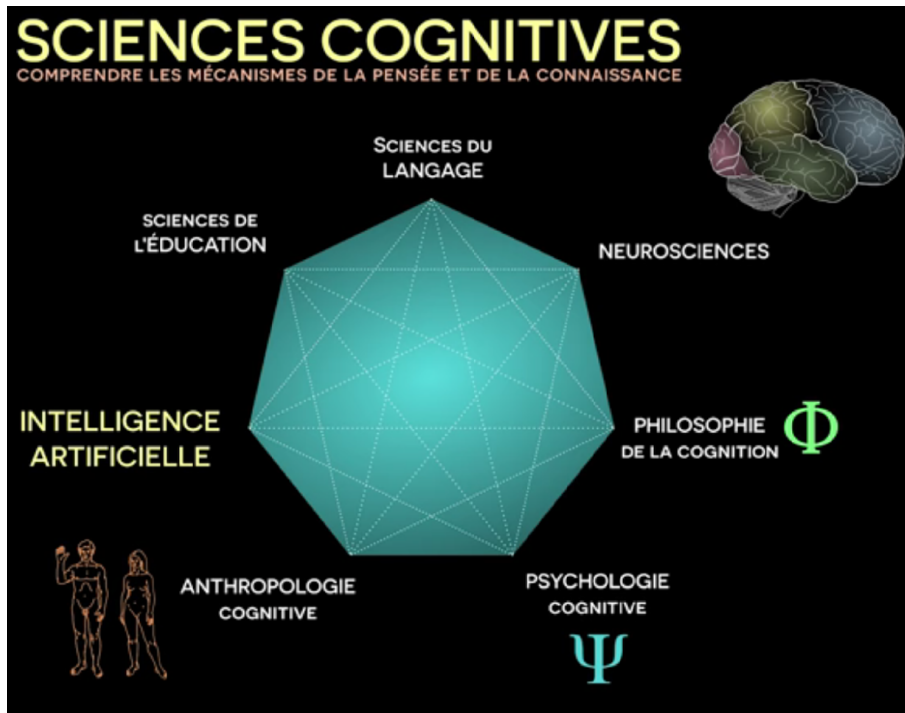 SCIENCES COGNITIVES
COMPRENDRE LES MÉCANISMES DE LA PENSÉE ET DE LA CONNAISSANCE
SCIENCES DU
LANGAGE
SCIENCES DE
L'ÉDUCATION
NEUROSCIENCES
INTELLIGENCE
ARTIFICIELLE
PHILOSOPHIE
DE LA COGNITION
Φ
ANTHROPOLOGIE
COGNITIVE
PSYCHOLOGIE
COGNITIVE
Ψ